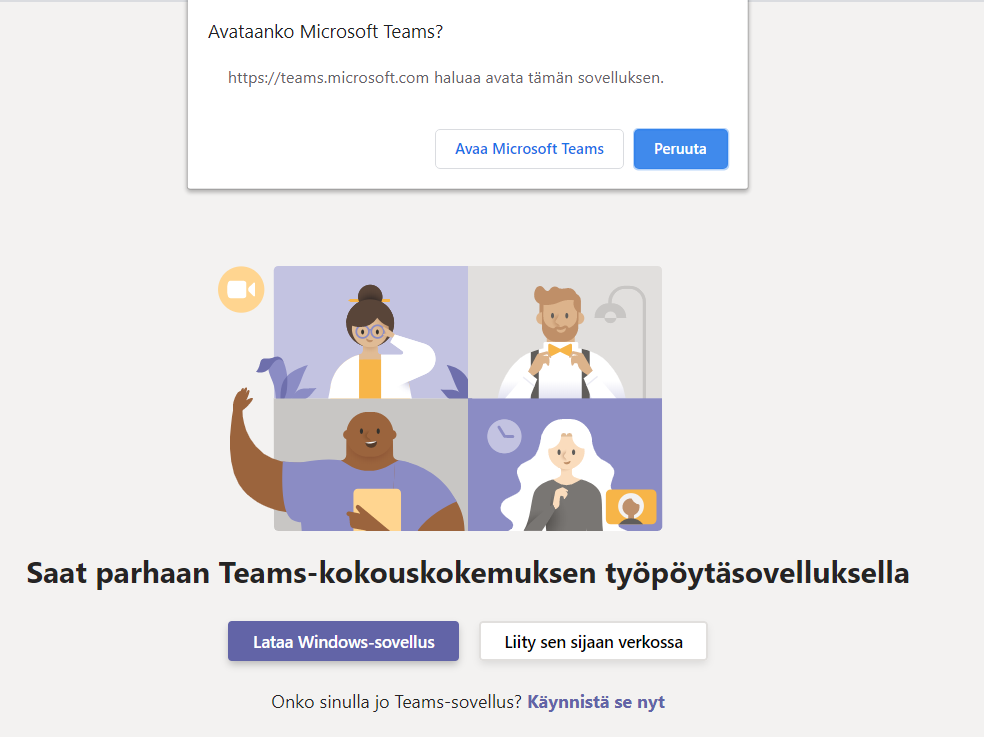 Avataanko Microsoft Teams?
https://teams.microsoft.com haluaa avata tämän sovelluksen.
Avaa Microsoft Teams
Peruuta
Saat parhaan Teams-kokouskokemuksen työpöytäsovelluksella
Lataa Windows-sovellus
Liity sen sijaan verkossa
Onko sinulla jo Teams-sovellus? Käynnistä se nyt